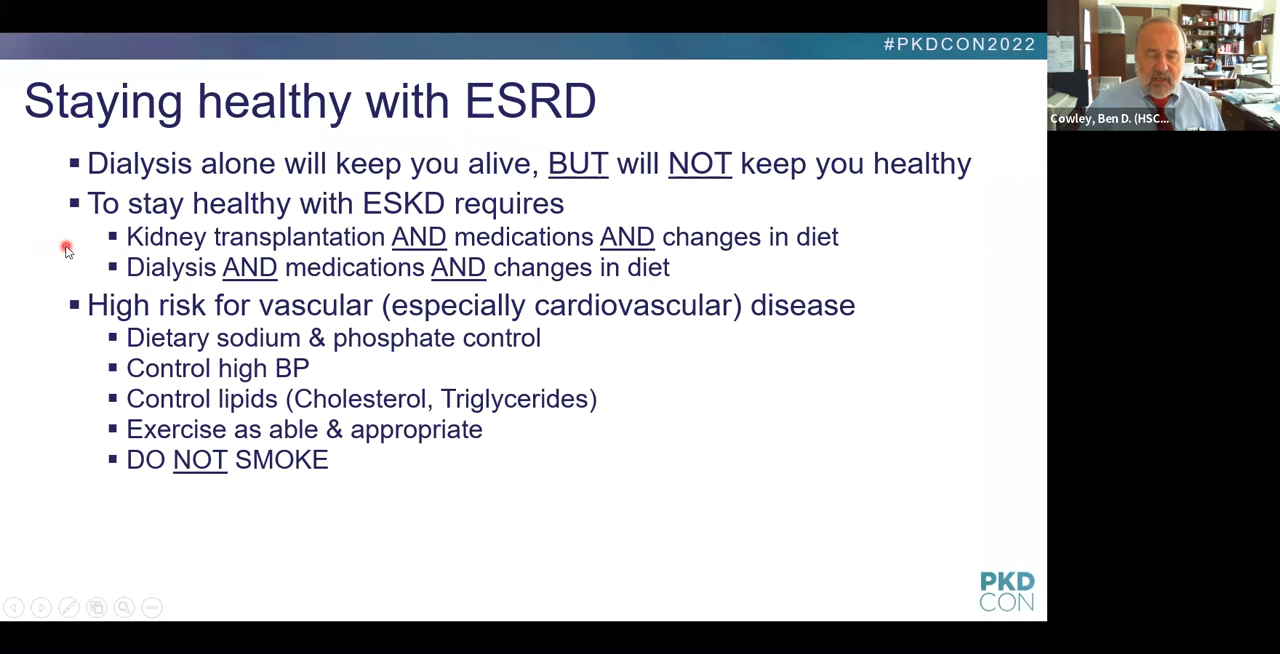 #PKDCON2022
Cowley, Ben D. (HSC...
Staying healthy with ESRD
▪ Dialysis alone will keep you alive, BUT will NOT keep you healthy
▪ To stay healthy with ESKD requires
▪ Kidney transplantation AND medications AND changes in diet
▪ Dialysis AND medications AND changes in diet
▪ High risk for vascular (especially cardiovascular) disease
▪ Dietary sodium & phosphate control
▪ Control high BP
▪ Control lipids (Cholesterol, Triglycerides)
▪ Exercise as able & appropriate
▪ DO NOT SMOKE
PKD
CON